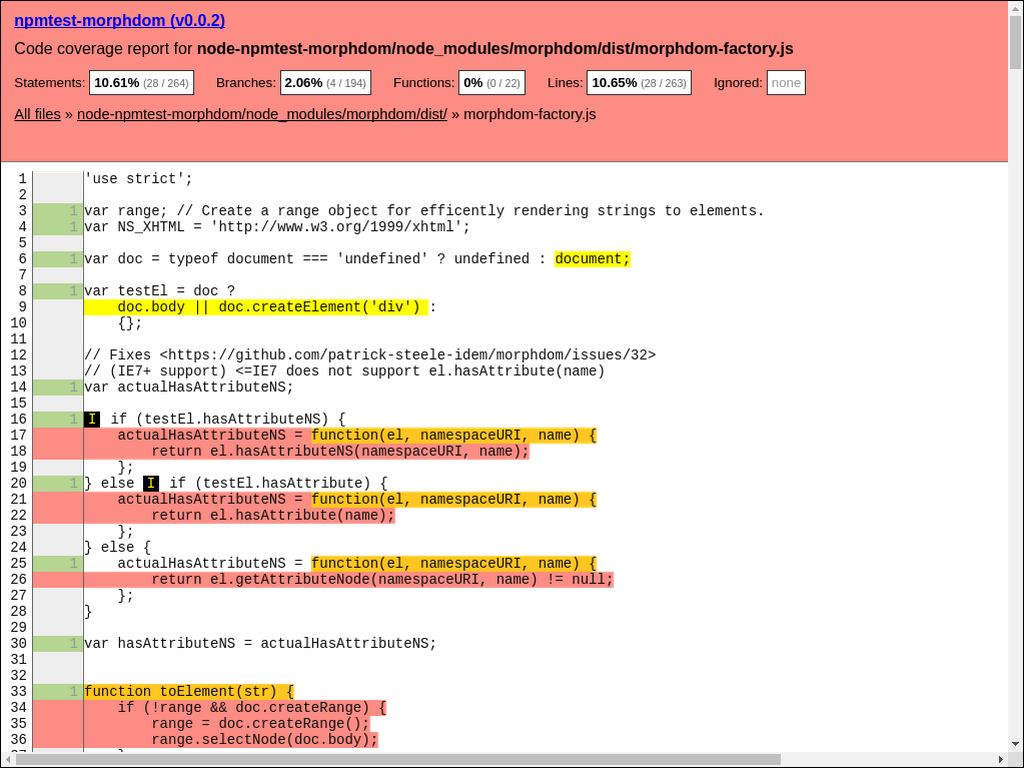 npmtest-morphdom (v0.0.2)
Code coverage report for node-npmtest-morphdom/node_modules/morphdom/dist/morphdom-factory.js
Statements: 10.61% (28 / 264) Branches: 2.06% (4 / 194) Functions: 0% (0 / 22) Lines: 10.65% (28 / 263) Ignored: none
All files » node-npmtest-morphdom/node_modules/morphdom/dist/ » morphdom-factory.js
1 'use strict';
2
3 1 var range; // Create a range object for efficently rendering strings to elements.
4 1 var NS_XHTML = 'http://www.w3.org/1999/xhtml';
5
6 1 var doc = typeof document === 'undefined' ? undefined : document;
7
8 1 var testEl = doc ?
9 doc.body || doc.createElement('div') :
10 {};
11
12 // Fixes <https://github.com/patrick-steele-idem/morphdom/issues/32>
13 // (IE7+ support) <=IE7 does not support el.hasAttribute(name)
14 1 var actualHasAttributeNS;
15
16 1 I if (testEl.hasAttributeNS) {
17 actualHasAttributeNS = function(el, namespaceURI, name) {
18 return el.hasAttributeNS(namespaceURI, name);
19 };
20 1 } else I if (testEl.hasAttribute) {
21 actualHasAttributeNS = function(el, namespaceURI, name) {
22 return el.hasAttribute(name);
23 };
24 } else {
25 1 actualHasAttributeNS = function(el, namespaceURI, name) {
26 return el.getAttributeNode(namespaceURI, name) != null;
27 };
28 }
29
30 1 var hasAttributeNS = actualHasAttributeNS;
31
32
33 1 function toElement(str) {
34 if (!range && doc.createRange) {
35 range = doc.createRange();
36 range.selectNode(doc.body);